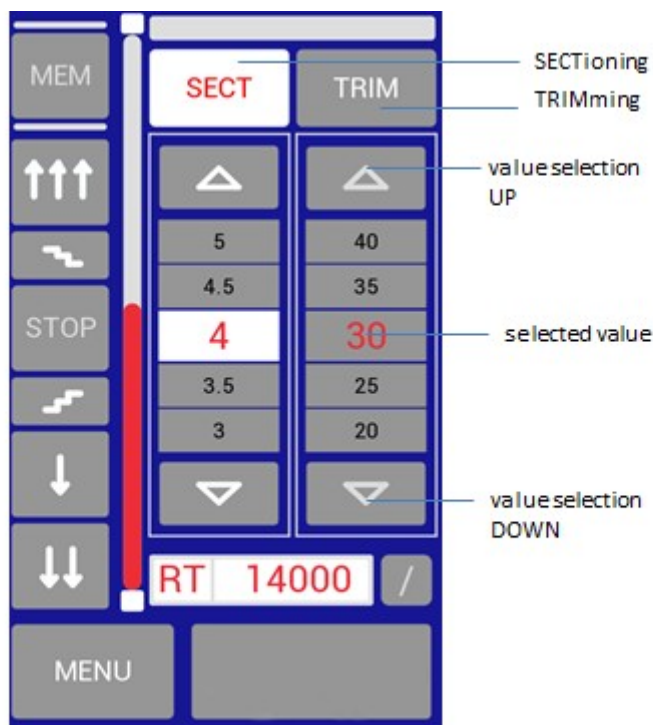 MEM
SECT
TRIM
SECTioning
TRIMming
value selection
UP
5
40
4.5
35
STOP
4
30
selected value
3.5
25
3
20
value selection
DOWN
RT 14000 /
MENU